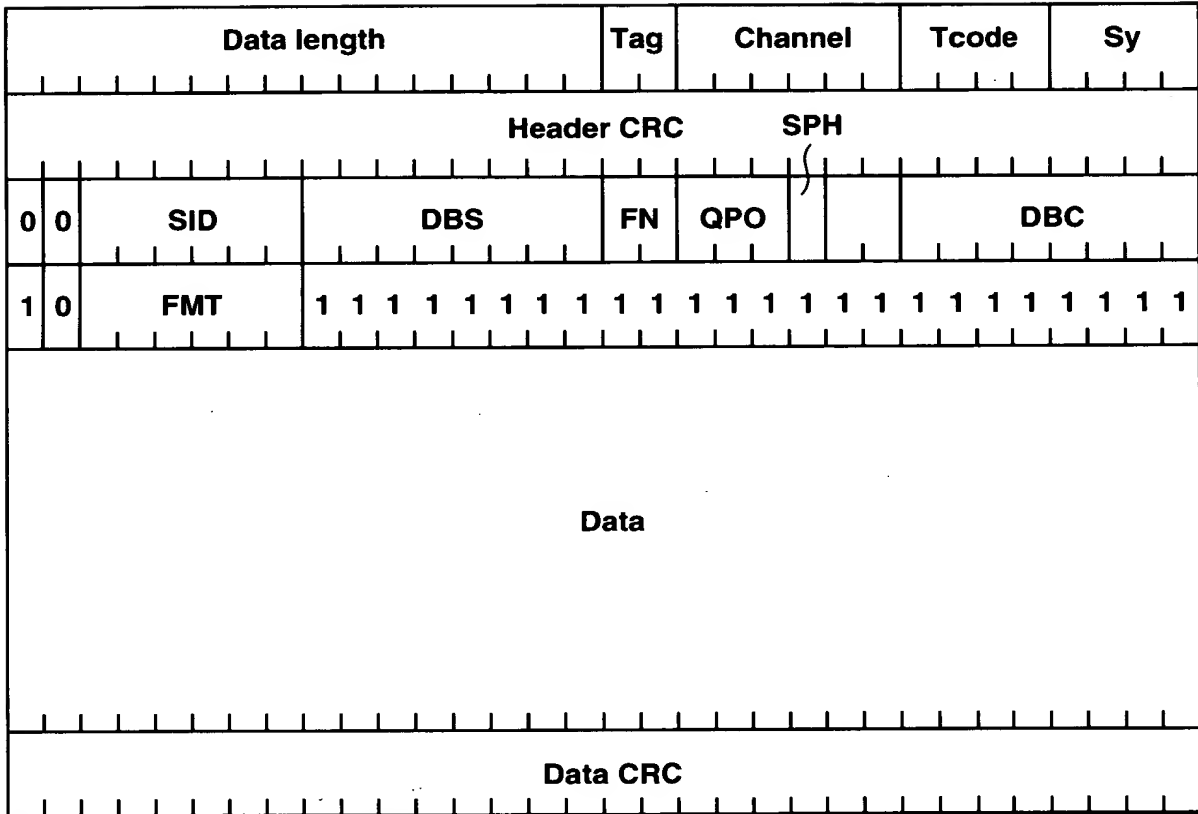 Data length Tag Channel Tcode Sy
Header CRC SPH
0 0 SID DBS FN QPO DBC
1 0 FMT 1 1 1 1 1 1 1 1 1 1 1 1 1 1 1 1 1 1 1 1 1 1 1 1
Data
Data CRC